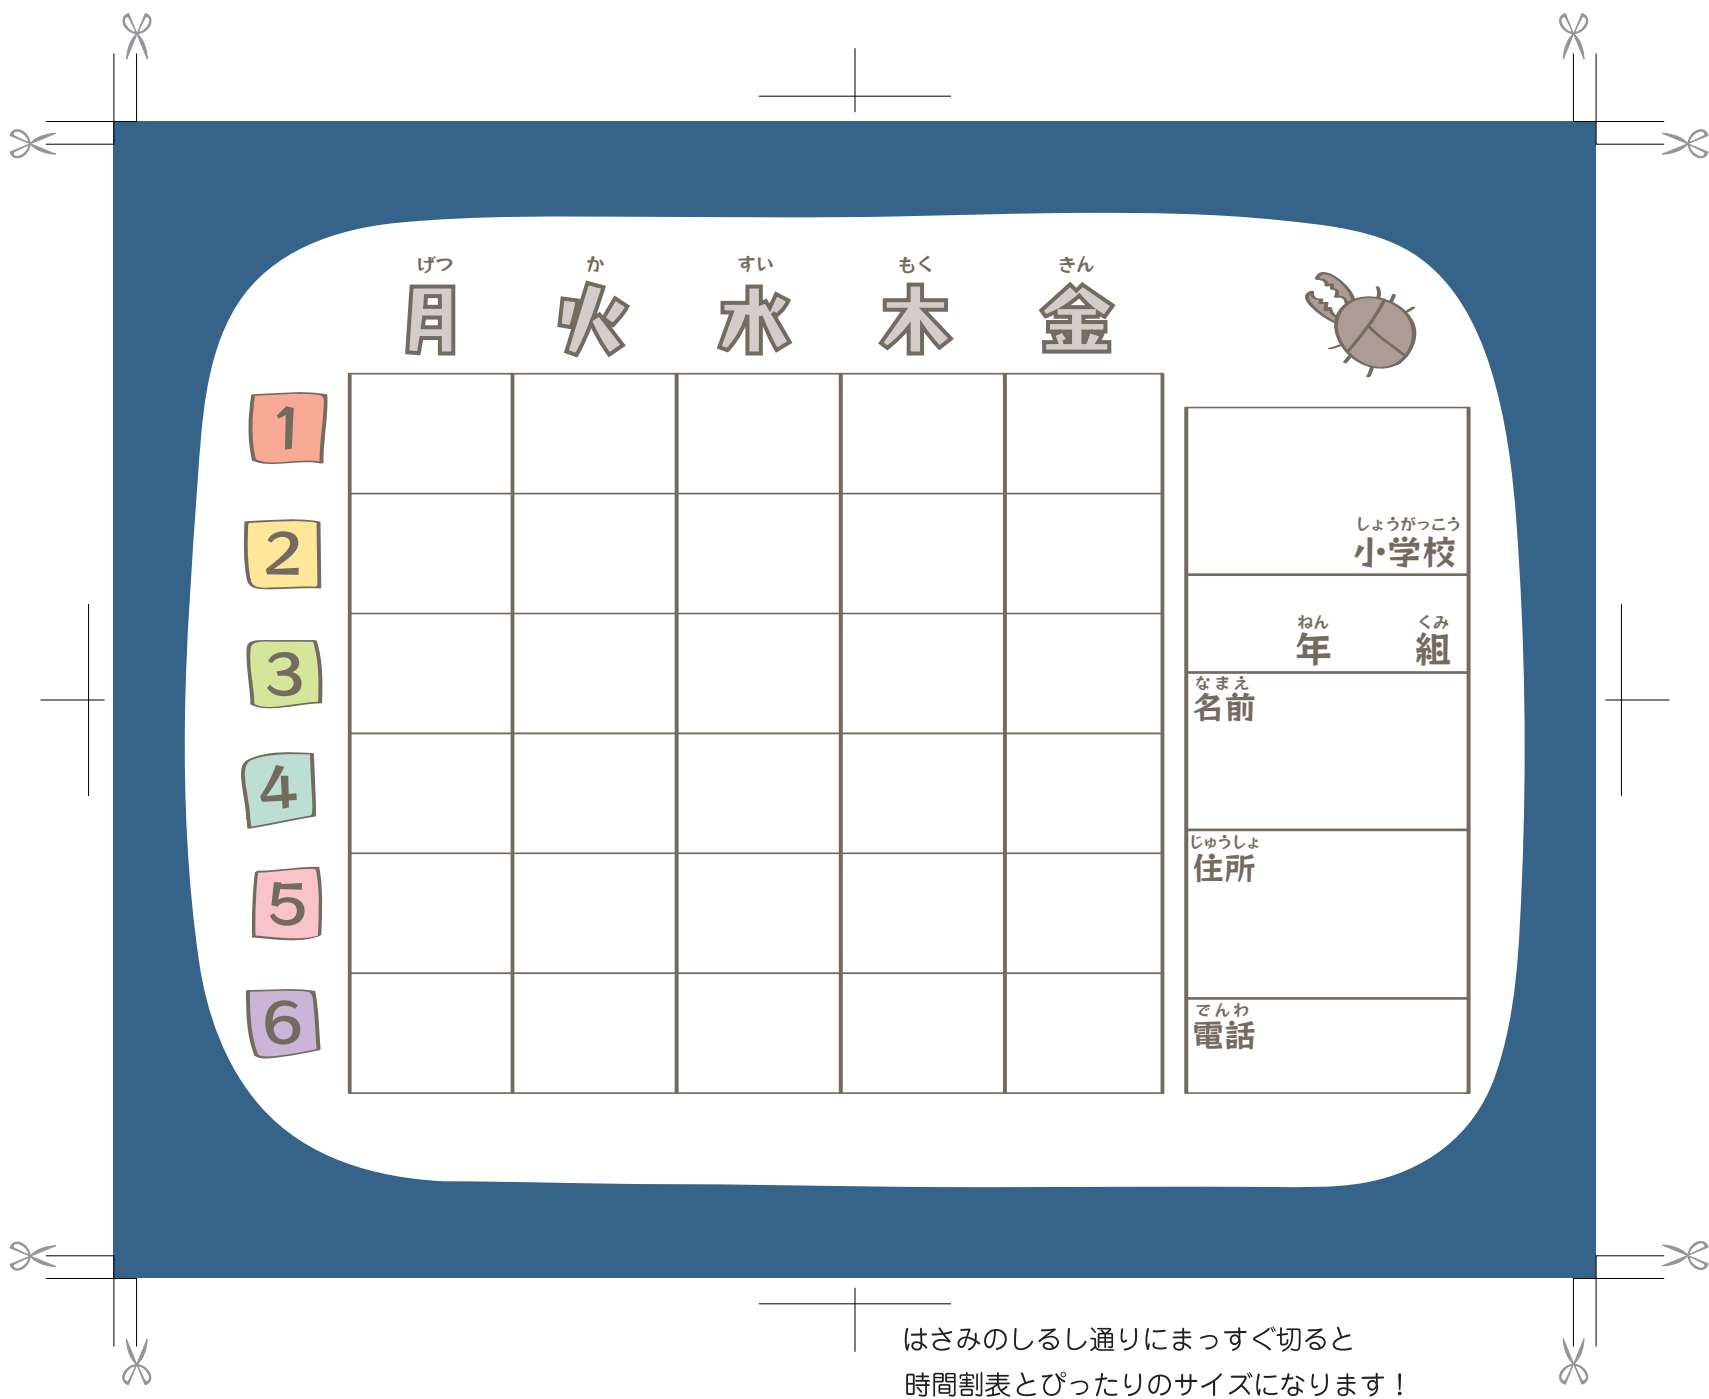 げつ か すい もく きん
月 火 水 木 金
1
2
3
4
5
6
しょうがっこう
小学校
ねん くみ
年 組
なまえ
名前
じゅうしょ
住所
でんわ
電話
はさみのしるし通りにまっすぐ切ると
時間割表とぴったりのサイズになります！